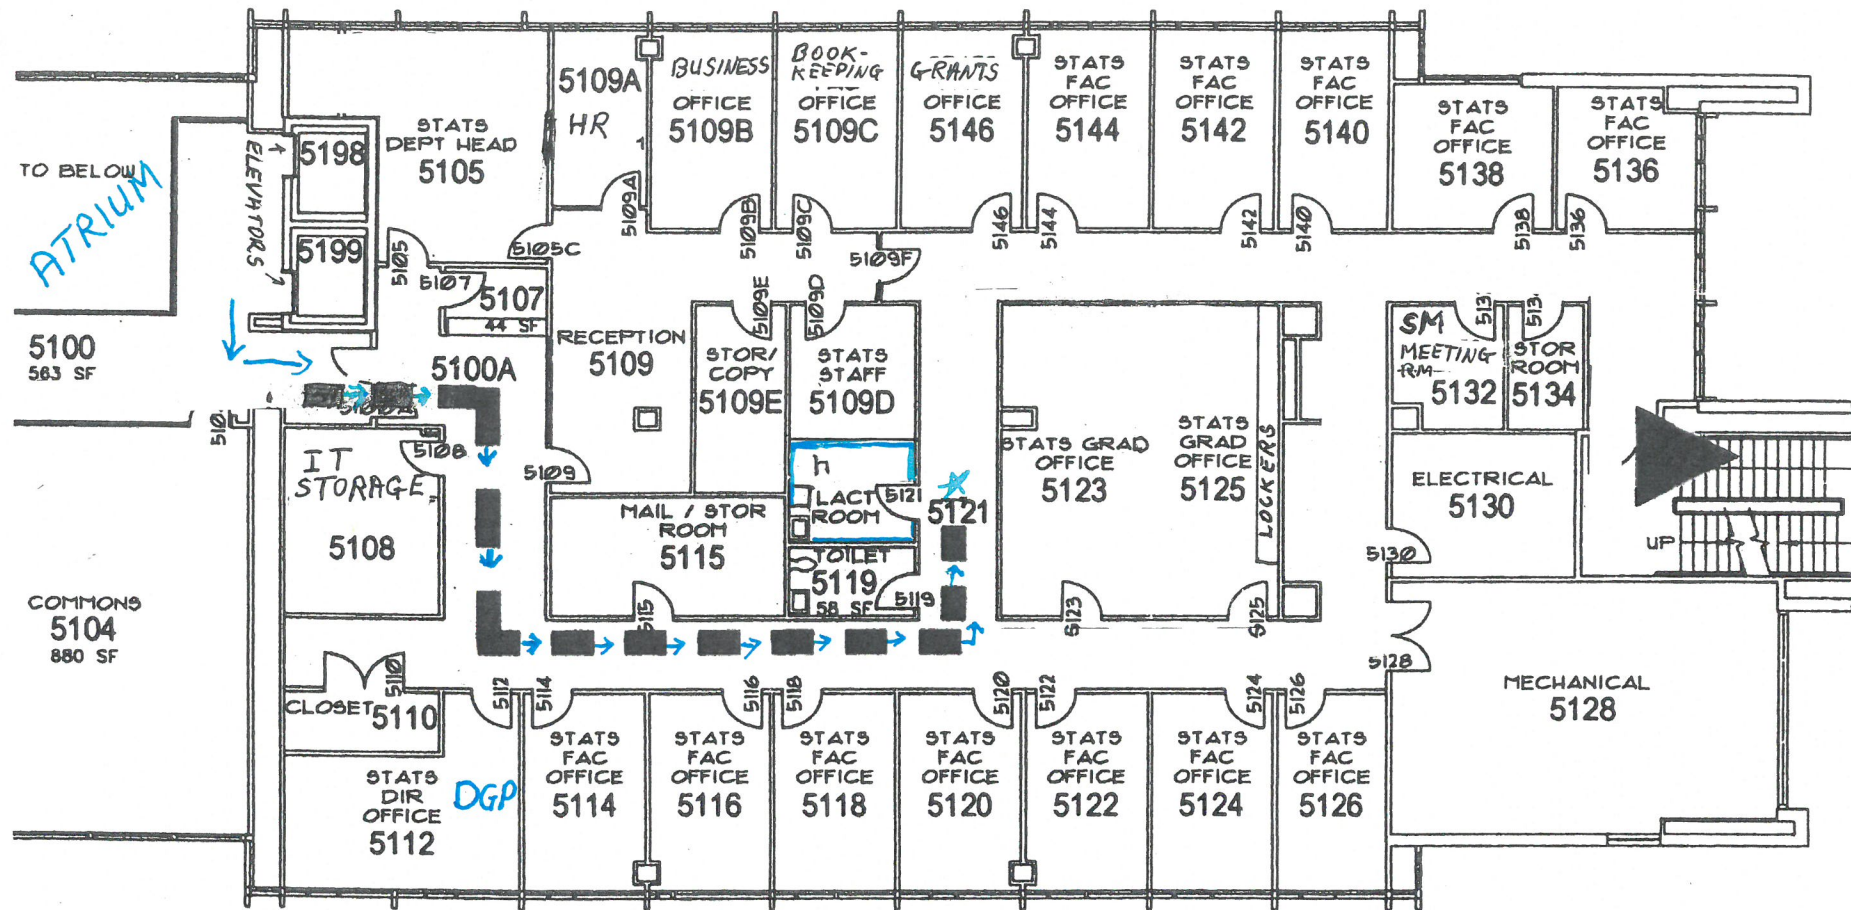 5109A
HR
BUSINESS
OFFICE
5109B
BOOK-
KEEPING
OFFICE
5109C
GRANTS
OFFICE
5146
STATS
FAC
OFFICE
5144
STATS
FAC
OFFICE
5142
STATS
FAC
OFFICE
5140
STATS
FAC
OFFICE
5138
STATS
FAC
OFFICE
5136
TO BELOW
ATRIUM
ELEVATORS
5198
5199
STATS
DEPT HEAD
5105
5105
5105C
5109A
5109B
5109C
5146
5144
5142
5140
5138
5136
5109F
5107
5107
44 SF
5100
563 SF
5100A
RECEPTION
5109
5109E
STOR/
COPY
5109E
5109D
STATS
STAFF
5109D
SM
MEETING
RM
5132
STOR
ROOM
5134
5101
5108
IT
STORAGE
5108
5109
MAIL / STOR
ROOM
5115
5115
h
LACT
ROOM
5121
5121
TOILET
5119
58 SF
5119
STATS GRAD
OFFICE
5123
STATS
GRAD
OFFICE
5125
LOCKERS
5123
5125
ELECTRICAL
5130
5130
UP
COMMONS
5104
880 SF
5128
MECHANICAL
5128
5110
CLOSET 5110
5112
5114
5116
5118
5120
5122
5124
5126
STATS
DIR
OFFICE
5112
DGP
STATS
FAC
OFFICE
5114
STATS
FAC
OFFICE
5116
STATS
FAC
OFFICE
5118
STATS
FAC
OFFICE
5120
STATS
FAC
OFFICE
5122
STATS
FAC
OFFICE
5124
STATS
FAC
OFFICE
5126